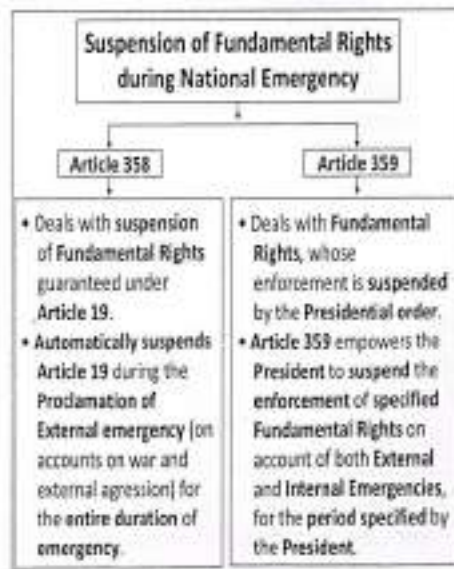 Suspension of Fundamental Rights
during National Emergency
Article 358
• Deals with suspension
of Fundamental Rights
guaranteed under
Article 19.
• Automatically suspends
Article 19 during the
Proclamation of
External emergency (on
accounts on war and
external agression) for
the entire duration of
emergency.
Article 359
• Deals with Fundamental
Rights, whose
enforcement is suspended
by the Presidential order.
• Article 359 empowers the
President to suspend the
enforcement of specified
Fundamental Rights on
account of both External
and Internal Emergencies,
for the period specified by
the President.